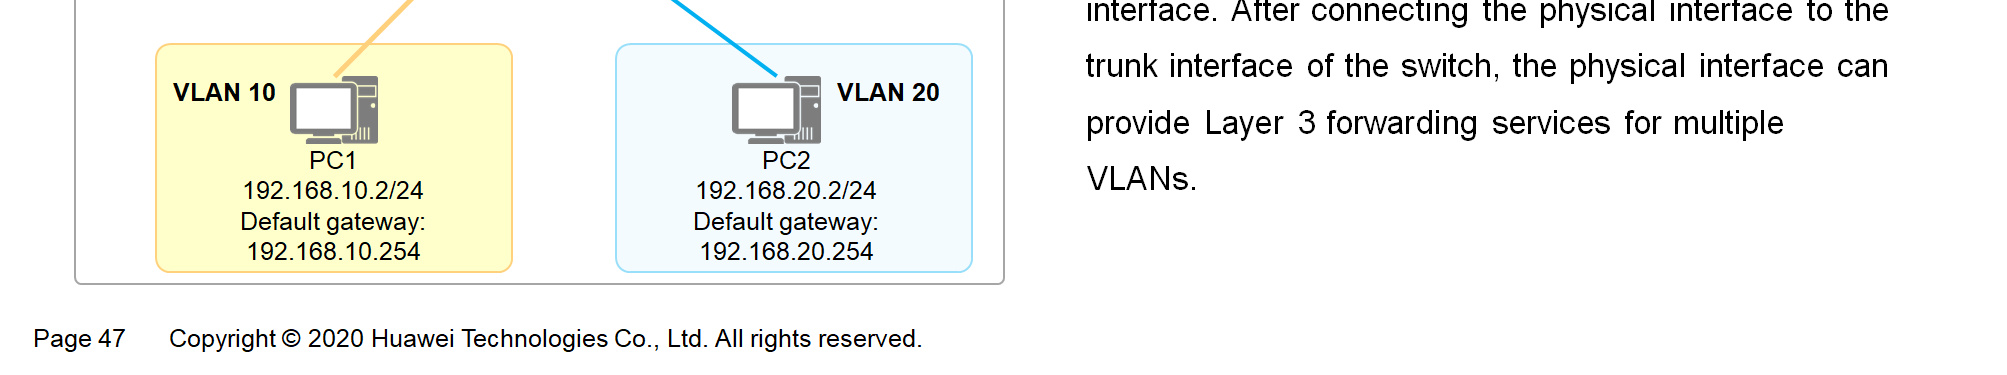 interface. After connecting the physical interface to the
trunk interface of the switch, the physical interface can
provide Layer 3 forwarding services for multiple
VLANs.
VLAN 10
PC1
192.168.10.2/24
Default gateway:
192.168.10.254
VLAN 20
PC2
192.168.20.2/24
Default gateway:
192.168.20.254
Page 47 Copyright © 2020 Huawei Technologies Co., Ltd. All rights reserved.